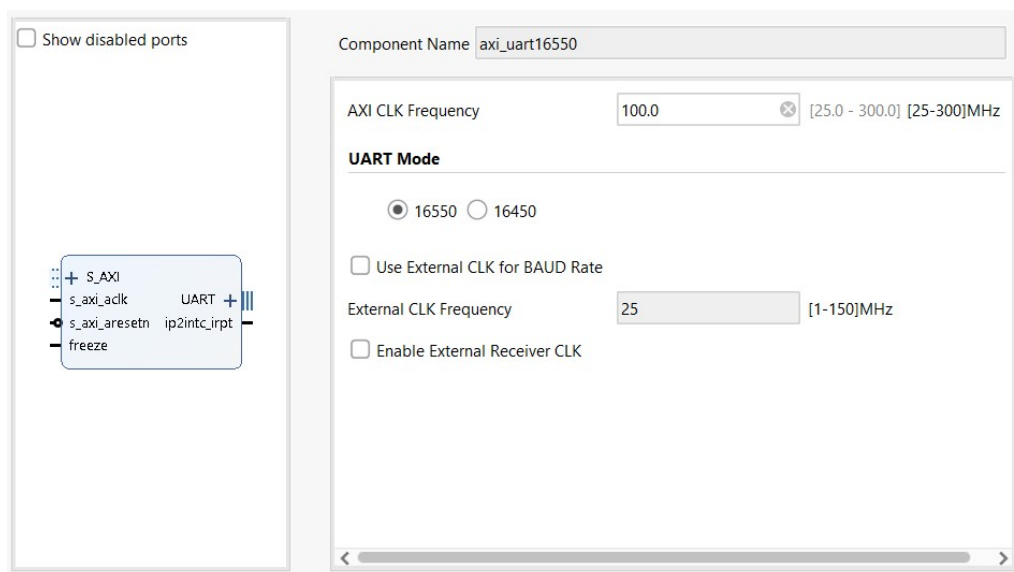 Show disabled ports
S_AXI
s_axi_aclk
UART
s_axi_aresetn
ip2intc_irpt
freeze
Component Name axi_uart16550
AXI CLK Frequency 100.0 [25.0 - 300.0] [25-300]MHz
UART Mode
16550 16450
Use External CLK for BAUD Rate
External CLK Frequency 25 [1-150]MHz
Enable External Receiver CLK